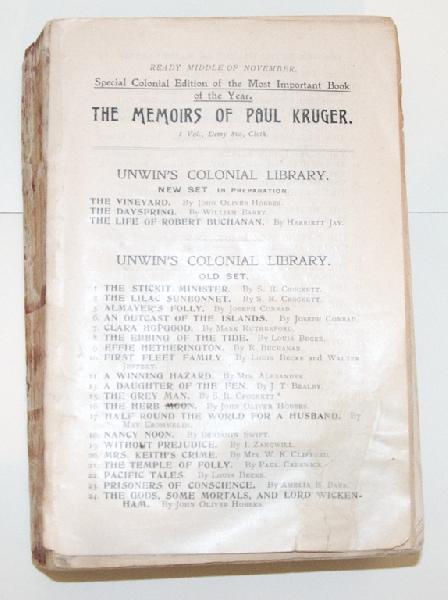 READY MIDDLE OF NOVEMBER.
Special Colonial Edition of the Most Important Book
of the Year.
THE MEMOIRS OF PAUL KRUGER.
1 Vol., Demy 8vo, Cloth.
UNWIN'S COLONIAL LIBRARY.
NEW SET IN PREPARATION.
THE VINEYARD. By John Oliver Hobbes.
THE DAYSPRING. By William Barry.
THE LIFE OF ROBERT BUCHANAN. By Harriett Jay.
UNWIN'S COLONIAL LIBRARY.
OLD SET.
1. THE STICKIT MINISTER. By S. R. Crockett.
2. THE LILAC SUNBONNET. By S. R. Crockett.
5. ALMAYER'S FOLLY. By Joseph Conrad.
6. AN OUTCAST OF THE ISLANDS. By Joseph Conrad.
7. CLARA HOPGOOD. By Mark Rutherford.
8. THE EBBING OF THE TIDE. By Louis Becke.
9. EFFIE HETHERINGTON. By R. Buchanan.
10. FIRST FLEET FAMILY. By Louis Becke and Walter
Jeffery.
11. A WINNING HAZARD. By Mrs. Alexander.
A DAUGHTER OF THE FEN. By J. T. Bealby.
15. THE GREY MAN. By S. R. Crockett.
16. THE HERB MOON. By John Oliver Hobbes.
17. HALF ROUND THE WORLD FOR A HUSBAND. By
May Crommelin.
18. NANCY NOON. By Benjamin Swift.
19. WITHOUT PREJUDICE. By I. Zangwill.
20. MRS. KEITH'S CRIME. By Mrs. W. K. Clifford.
21. THE TEMPLE OF FOLLY. By Paul Creswick.
22. PACIFIC TALES. By Louis Becke.
23. PRISONERS OF CONSCIENCE. By Amelia E. Barr.
24. THE GODS, SOME MORTALS, AND LORD WICKEN-
HAM. By John Oliver Hobbes.